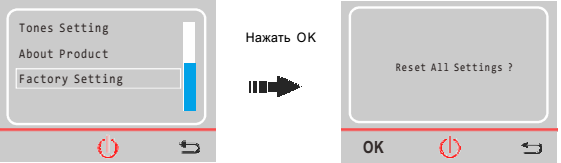 Tones Setting
About Product
Factory Setting
Нажать OK
Reset All Settings ?
OK